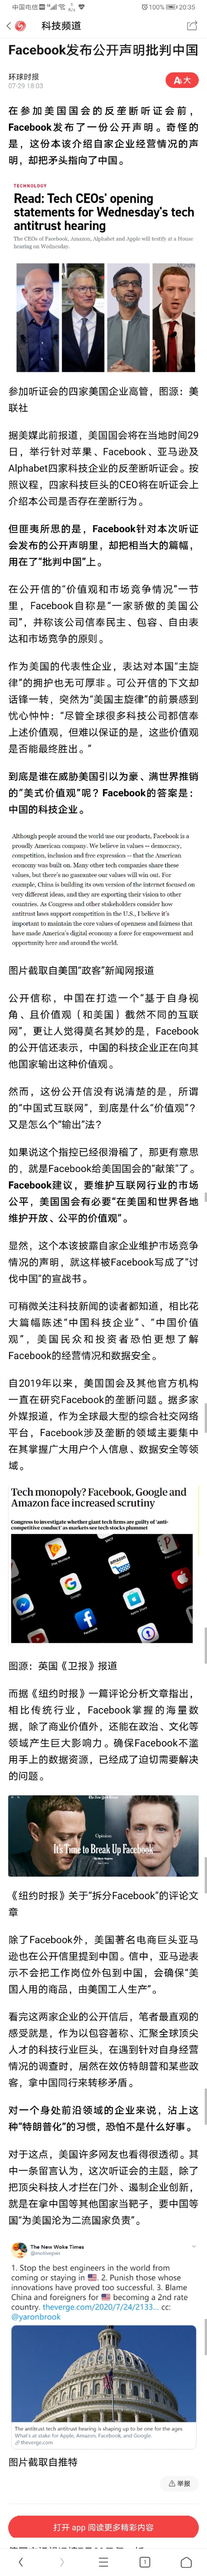 中国电信
100%
20:35
科技频道
Facebook发布公开声明批判中国
环球时报
07-29 18:03
大
在参加美国国会的反垄断听证会前，
Facebook发布了一份公开声明。奇怪的
是，这份本该介绍自家企业经营情况的声
明，却把矛头指向了中国。
TECHNOLOGY
Read: Tech CEOs' opening
statements for Wednesday's tech
antitrust hearing
The CEOs of Facebook, Amazon, Alphabet and Apple will testify at a House
hearing on Wednesday.
参加听证会的四家美国企业高管，图源：美
联社
据美媒此前报道，美国国会将在当地时间29
日，举行针对苹果、Facebook、亚马逊及
Alphabet四家科技企业的反垄断听证会。按
照议程，四家科技巨头的CEO将在听证会上
介绍本公司是否存在垄断行为。
但匪夷所思的是，Facebook针对本次听证
会发布的公开声明里，却把相当大的篇幅，
用在了“批判中国”上。
在公开信的“价值观和市场竞争情况”一节
里，Facebook自称是“一家骄傲的美国公
司”，并称该公司信奉民主、包容、自由表
达和市场竞争的原则。
作为美国的代表性企业，表达对本国“主旋
律”的拥护也无可厚非。可公开信的下文却
话锋一转，突然为“美国主旋律”的前景感到
忧心忡忡：“尽管全球很多科技公司都信奉
上述价值观，但难以保证的是，这些价值观
是否能最终胜出。”
到底是谁在威胁美国引以为豪、满世界推销
的“美式价值观”呢？Facebook的答案是：
中国的科技企业。
Although people around the world use our products, Facebook is a
proudly American company. We believe in values — democracy,
competition, inclusion and free expression — that the American
economy was built on. Many other tech companies share these
values, but there's no guarantee our values will win out. For
example, China is building its own version of the internet focused on
very different ideas, and they are exporting their vision to other
countries. As Congress and other stakeholders consider how
antitrust laws support competition in the U.S., I believe it's
important to maintain the core values of openness and fairness that
have made America's digital economy a force for empowerment and
opportunity here and around the world.
图片截取自美国“政客”新闻网报道
公开信称，中国在打造一个“基于自身视
角、且价值观（和美国）截然不同的互联
网”，更让人觉得莫名其妙的是，Facebook
的公开信还表示，中国的科技企业正在向其
他国家输出这种价值观。
然而，这份公开信没有说清楚的是，所谓
的“中国式互联网”，到底是什么“价值观”？
又是怎么个“输出”法？
如果说这个指控已经很滑稽了，那更有意思
的，就是Facebook给美国国会的“献策”了。
Facebook建议，要维护互联网行业的市场
公平，美国国会有必要“在美国和世界各地
维护开放、公平的价值观”。
显然，这个本该披露自家企业维护市场竞争
情况的声明，就这样被Facebook写成了“讨
伐中国”的宣战书。
可稍微关注科技新闻的读者都知道，相比花
大篇幅陈述“中国科技企业”、“中国价值
观”，美国民众和投资者恐怕更想了解
Facebook的经营情况和数据安全。
自2019年以来，美国国会及其他官方机构
一直在研究Facebook的垄断问题。据多家
外媒报道，作为全球最大型的综合社交网络
平台，Facebook涉及垄断的领域主要集中
在其掌握广大用户个人信息、数据安全等领
域。
Tech monopoly? Facebook, Google and
Amazon face increased scrutiny
Congress to investigate whether giant tech firms are guilty of 'anti-
competitive conduct' as markets see tech stocks plummet
图源：英国《卫报》报道
而据《纽约时报》一篇评论分析文章指出，
相比传统行业，Facebook掌握的海量数
据，除了商业价值外，还能在政治、文化等
领域产生巨大影响力。确保Facebook不滥
用手上的数据资源，已经成了迫切需要解决
的问题。
Opinion
It's Time to Break Up Facebook
《纽约时报》关于“拆分Facebook”的评论文
章
除了Facebook外，美国著名电商巨头亚马
逊也在公开信里提到中国。信中，亚马逊表
示不会把工作岗位外包到中国，会确保“美
国人用的商品，由美国工人生产”。
看完这两家企业的公开信后，笔者最直观的
感受就是，作为以包容著称、汇聚全球顶尖
人才的科技行业巨头，在遇到针对自身经营
情况的调查时，居然在效仿特朗普和某些政
客，拿中国同行来转移矛盾。
对一个身处前沿领域的企业来说，沾上这
种“特朗普化”的习惯，恐怕不是什么好事。
对于这点，美国许多网友也看得很透彻。其
中一条留言认为，这次听证会的主题，除了
把顶尖科技人才拦在门外、遏制企业创新，
就是在拿中国等其他国家当靶子，要中国等
国“为美国沦为二流国家负责”。
The New Woke Times
1. Stop the best engineers in the world from
coming or staying in 🇺🇸. 2. Punish those whose
innovations have proved too successful. 3. Blame
China and foreigners for 🇺🇸 becoming a 2nd rate
country. theverge.com/2020/7/24/2133... cc:
@yaronbrook
The antitrust tech antitrust hearing is shaping up to be one for the ages
What's at stake for Apple, Amazon, Facebook, and Google.
theverge.com
图片截取自推特
举报
打开 app 阅读更多精彩内容
1